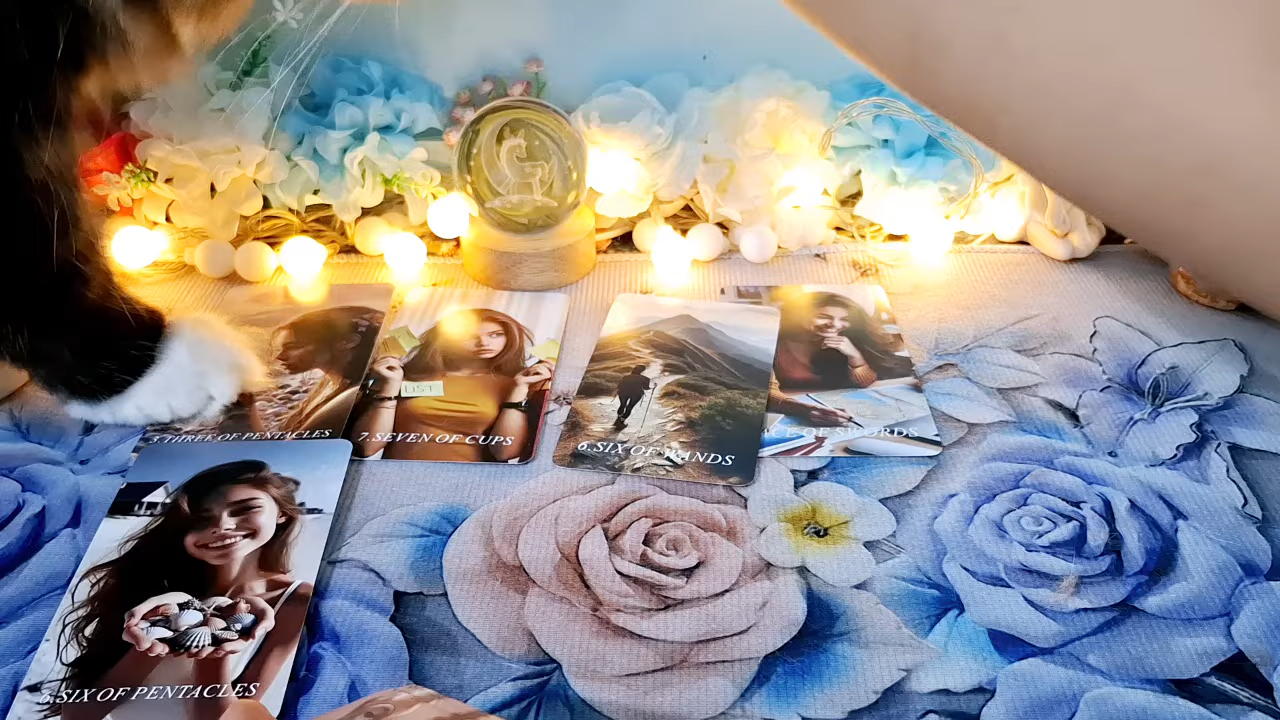 3.THREE OF PENTACLES
7.SEVEN OF CUPS
LIST
6.SIX OF WANDS
OF SWORDS
6.SIX OF PENTACLES